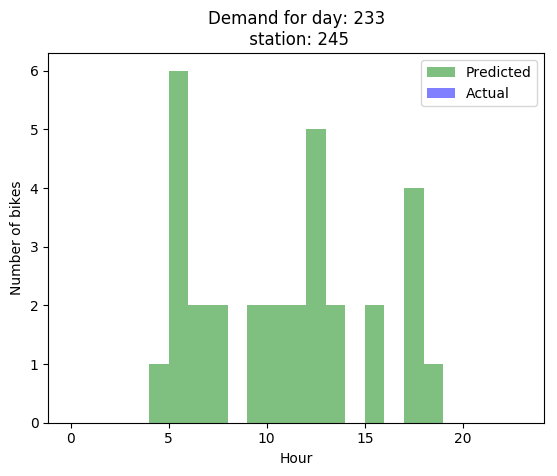 Demand for day: 233
station: 245
Predicted
Actual
Number of bikes
6
5
4
3
2
1
0
0
5
10
15
20
Hour